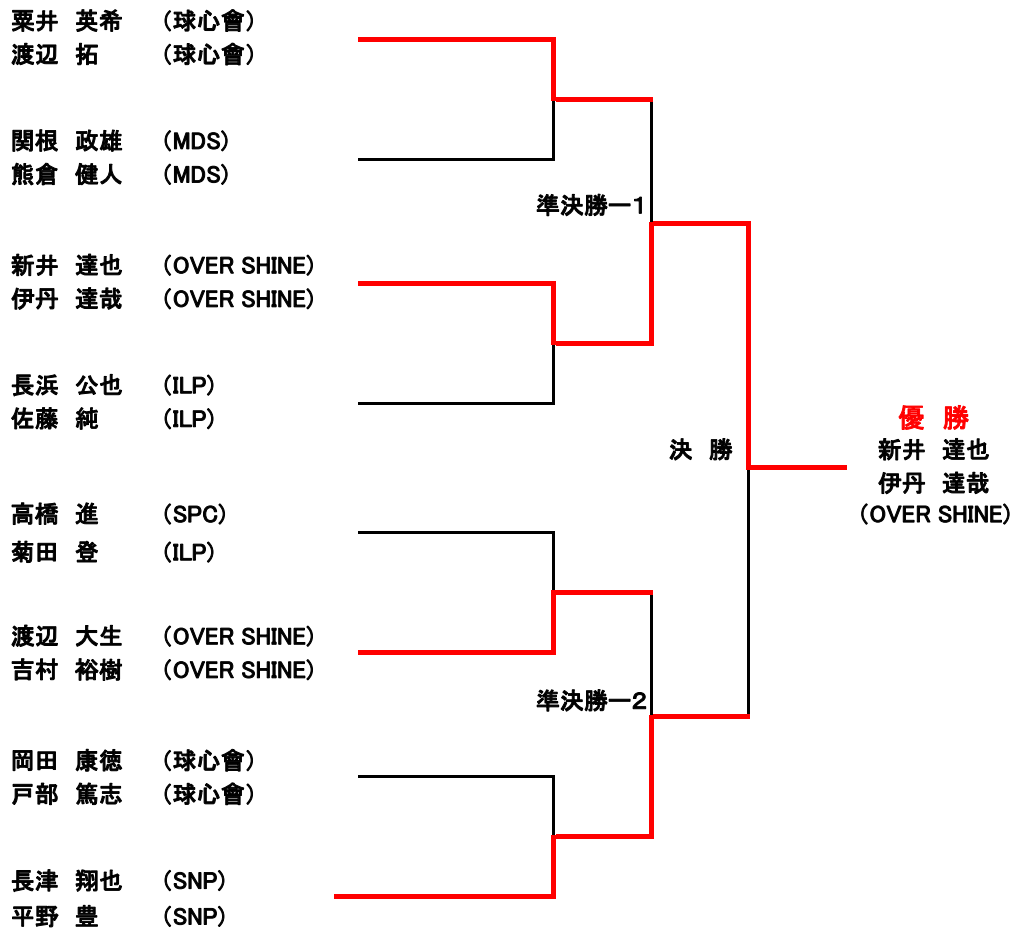 粟井 英希 (球心會)
渡辺 拓 (球心會)
関根 政雄 (MDS)
熊倉 健人 (MDS)
準決勝ー1
新井 達也 (OVER SHINE)
伊丹 達哉 (OVER SHINE)
長浜 公也 (ILP)
佐藤 純 (ILP)
決 勝
優 勝
新井 達也
伊丹 達哉
(OVER SHINE)
高橋 進 (SPC)
菊田 登 (ILP)
渡辺 大生 (OVER SHINE)
吉村 裕樹 (OVER SHINE)
準決勝ー2
岡田 康徳 (球心會)
戸部 篤志 (球心會)
長津 翔也 (SNP)
平野 豊 (SNP)